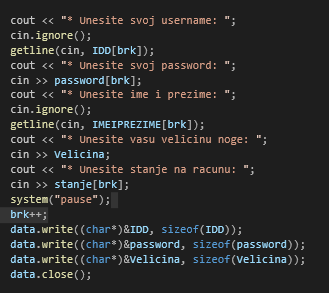 cout << "* Unesite svoj username: ";
cin.ignore();
getline(cin, IDD[brk]);
cout << "* Unesite svoj password: ";
cin >> password[brk];
cout << "* Unesite ime i prezime: ";
cin.ignore();
getline(cin, IMEIPREZIME[brk]);
cout << "* Unesite vasu velicinu noge: ";
cin >> Velicina;
cout << "* Unesite stanje na racunu: ";
cin >> stanje[brk];
system("pause");
brk++;
data.write((char*)&IDD, sizeof(IDD));
data.write((char*)&password, sizeof(password));
data.write((char*)&Velicina, sizeof(Velicina));
data.close();